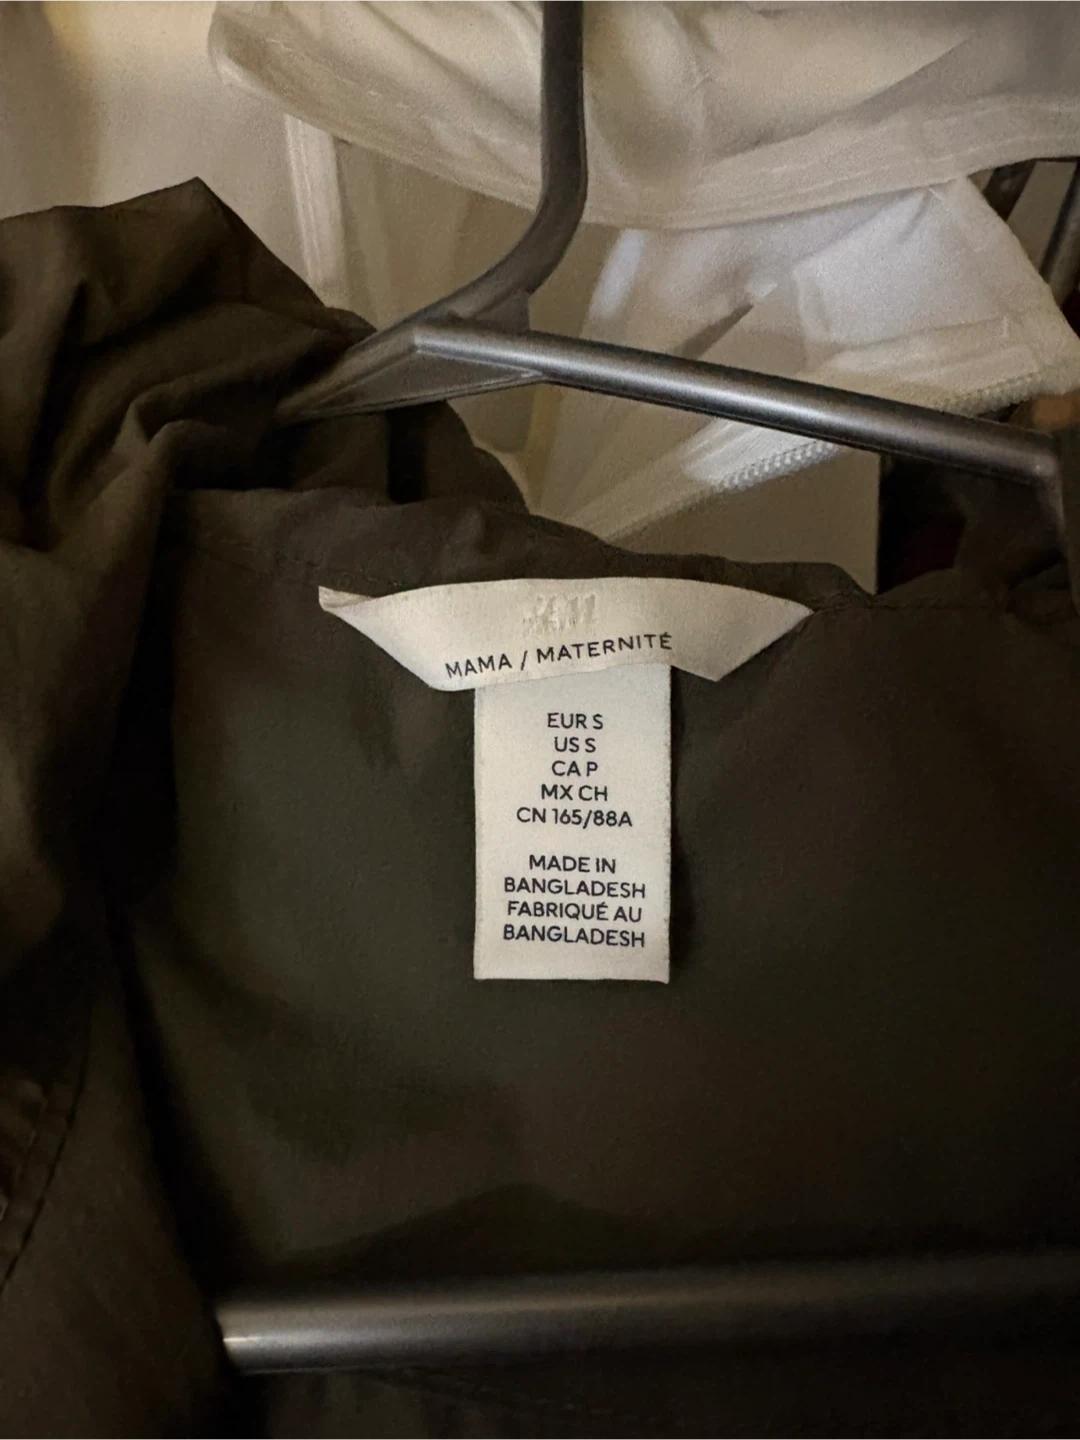 MAMA / MATERNITÉ
EUR S
US S
CA P
MX CH
CN 165/88A
MADE IN
BANGLADESH
FABRIQUÉ AU
BANGLADESH